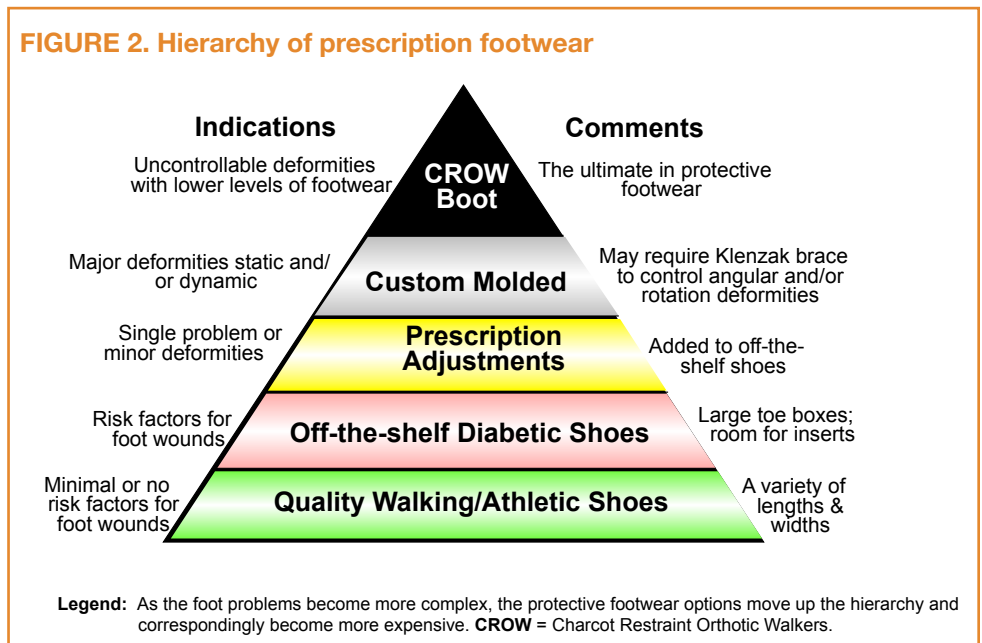 FIGURE 2. Hierarchy of prescription footwear
Indications
Comments
Uncontrollable deformities
with lower levels of footwear
CROW
Boot
The ultimate in protective
footwear
Major deformities static and/
or dynamic
Custom Molded
May require Klenzak brace
to control angular and/or
rotation deformities
Single problem or
minor deformities
Prescription
Adjustments
Added to off-the-
shelf shoes
Risk factors for
foot wounds
Off-the-shelf Diabetic Shoes
Large toe boxes;
room for inserts
Minimal or no
risk factors for
foot wounds
Quality Walking/Athletic Shoes
A variety of
lengths &
widths
Legend: As the foot problems become more complex, the protective footwear options move up the hierarchy and
correspondingly become more expensive. CROW = Charcot Restraint Orthotic Walkers.